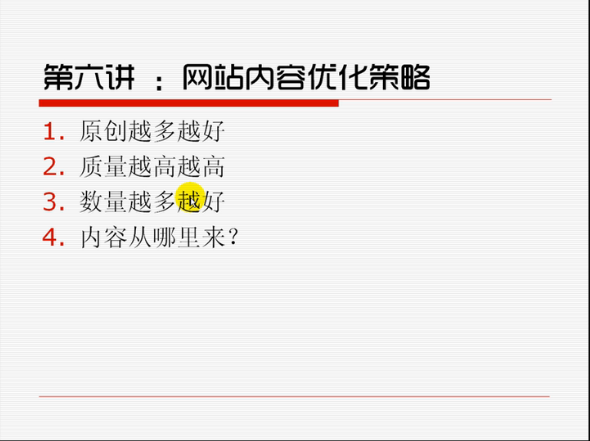 第六讲 : 网站内容优化策略
1. 原创越多越好
2. 质量越高越高
3. 数量越多越好
4. 内容从哪里来?